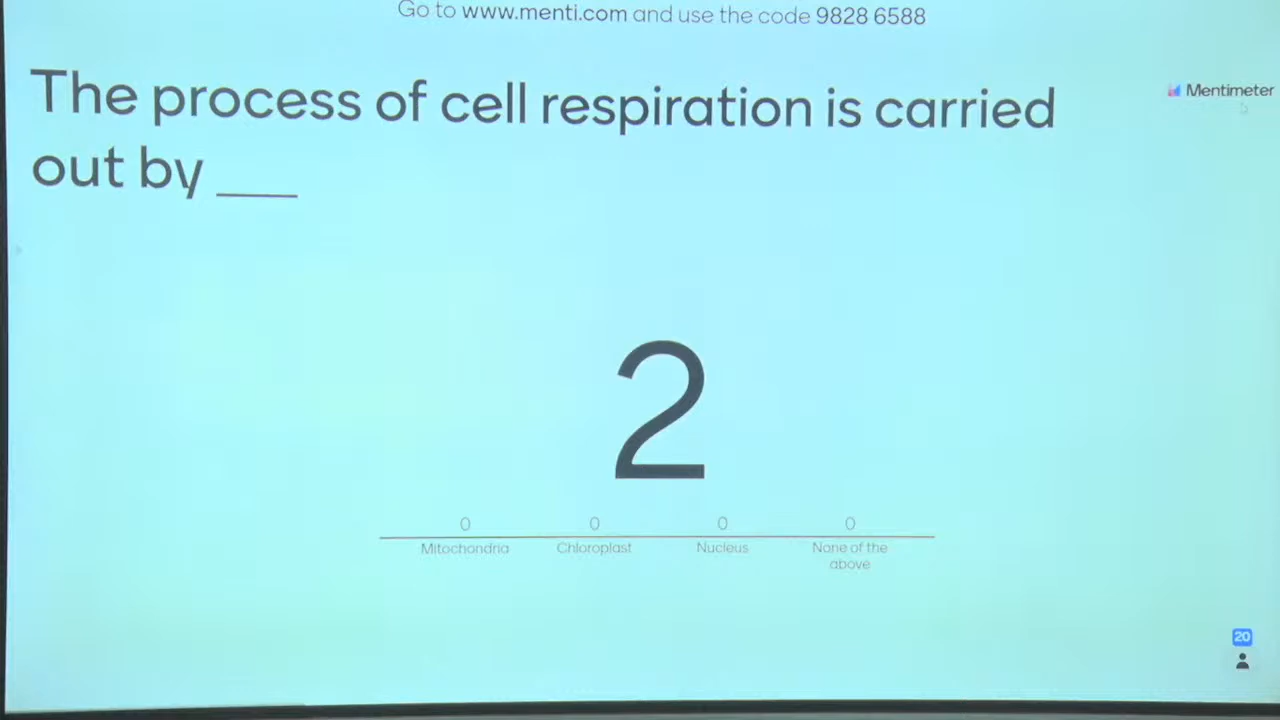 Go to www.menti.com and use the code 9828 6588
Mentimeter
The process of cell respiration is carried
out by ___
2
0 0 0 0
Mitochondria Chloroplast Nucleus None of the
above
20